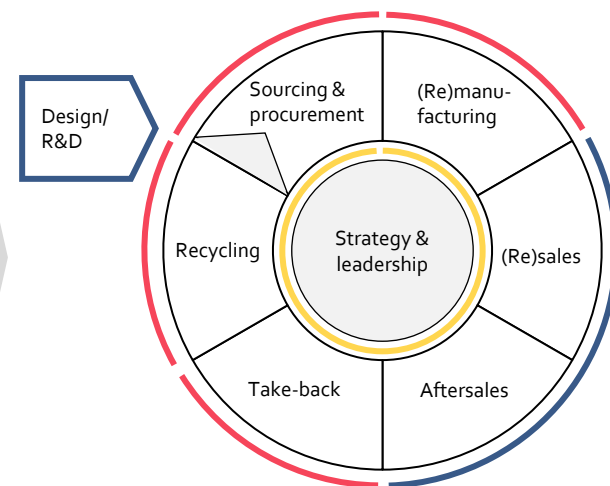 Design/
R&D
Sourcing &
procurement
(Re)manu-
facturing
Recycling
Strategy &
leadership
(Re)sales
Take-back
Aftersales